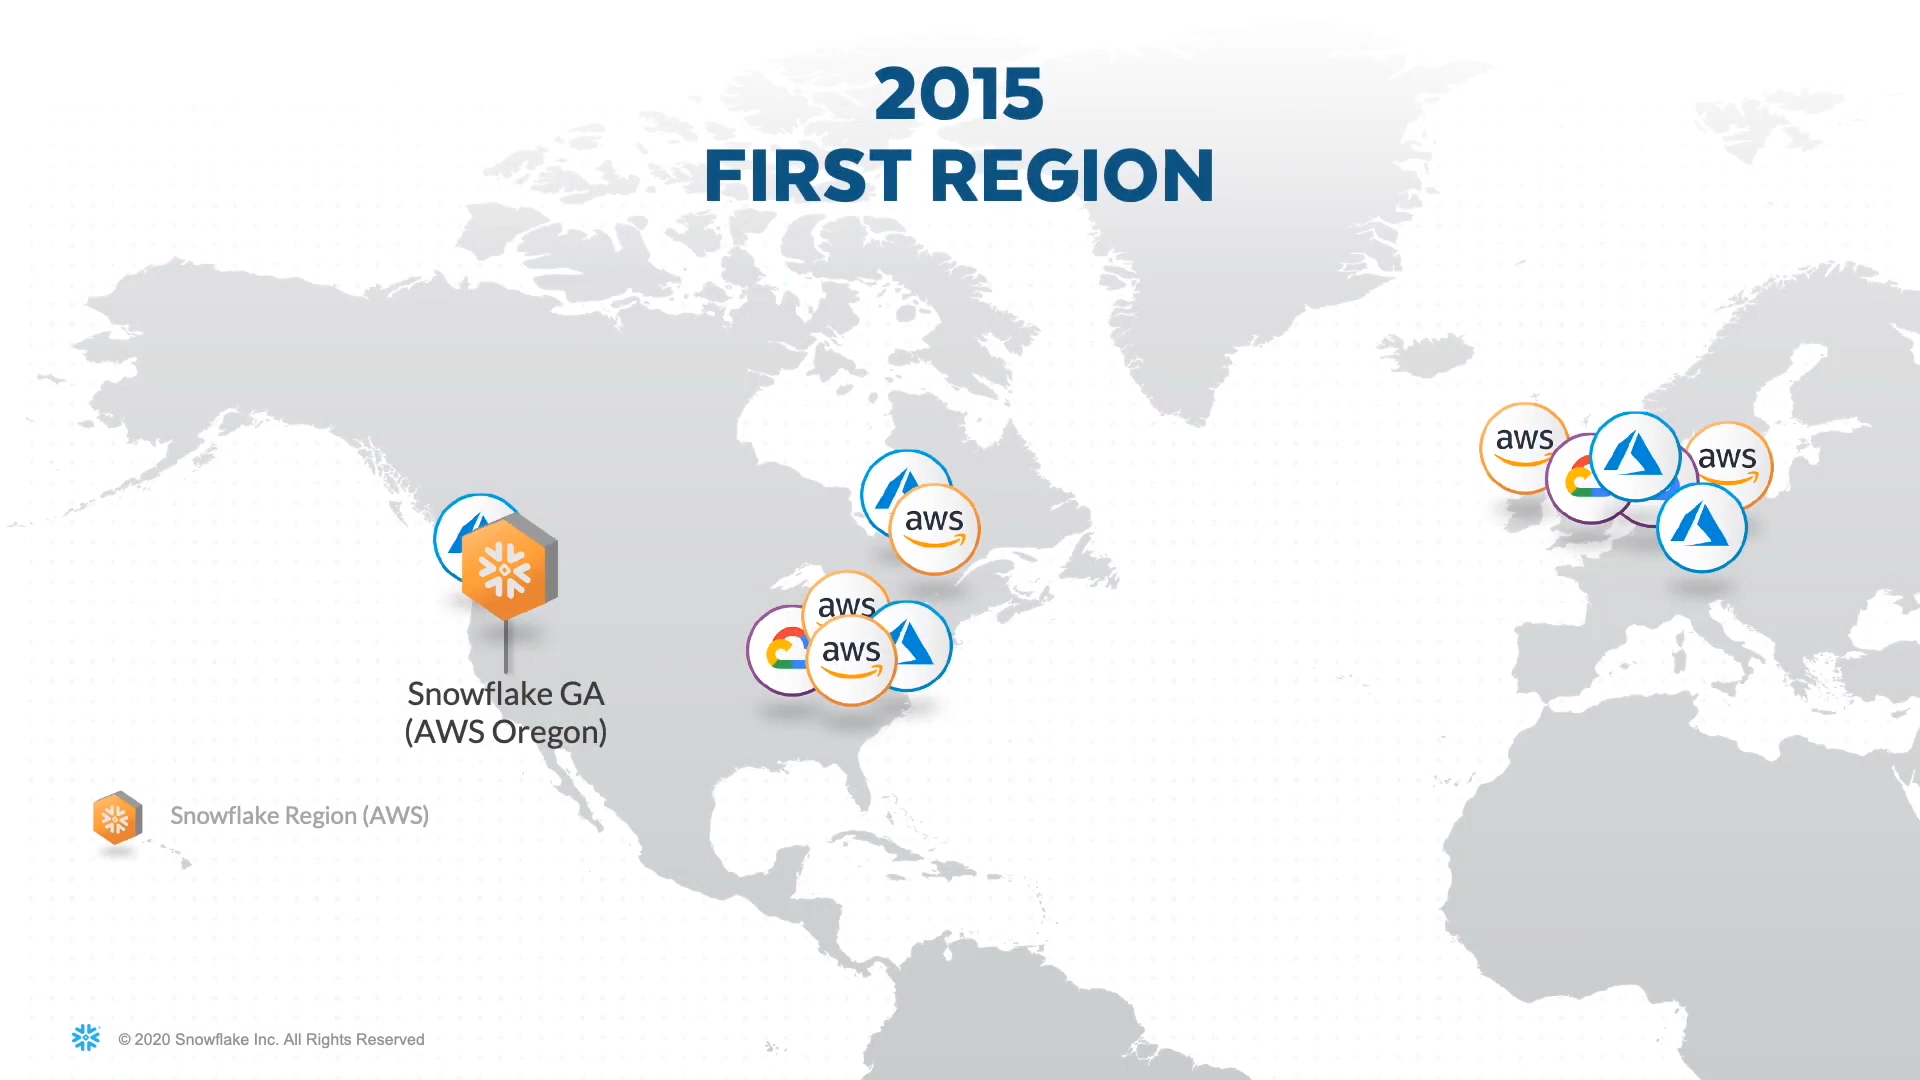 2015
FIRST REGION
aws
aws
aws
aws
aws
Snowflake GA
(AWS Oregon)
Snowflake Region (AWS)
© 2020 Snowflake Inc. All Rights Reserved